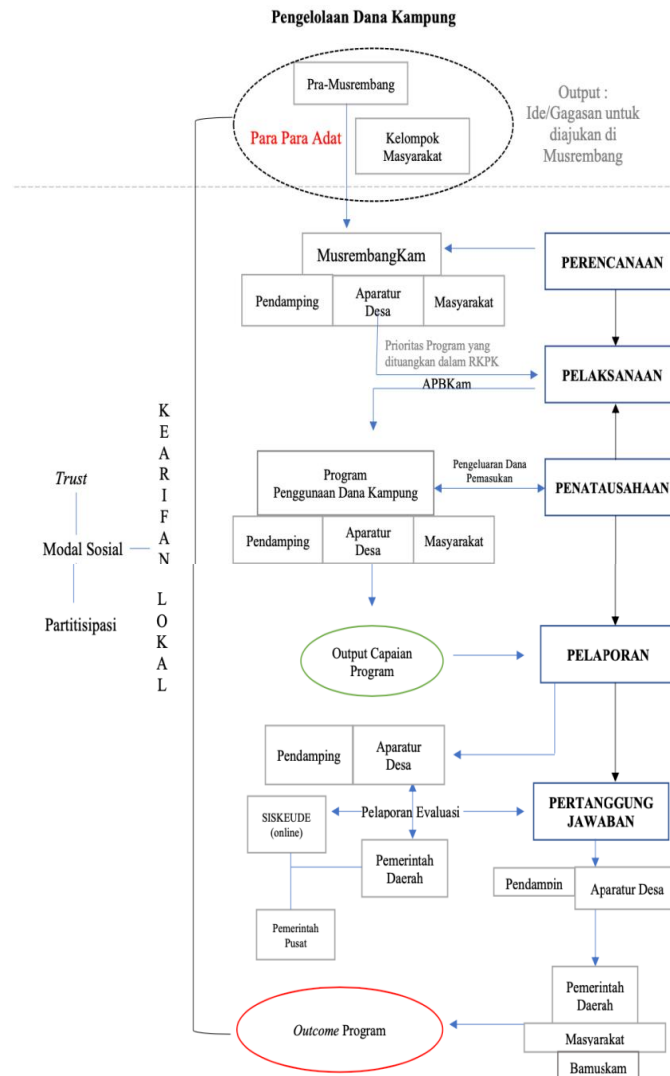 Pengelolaan Dana Kampung
Pra-Musrembang
Para Para Adat
Kelompok
Masyarakat
Output :
Ide/Gagasan untuk
diajukan di
Musrembang
MusrembangKam
Pendamping
Aparatur
Desa
Masyarakat
PERENCANAAN
Prioritas Program yang
dituangkan dalam RKPK
APBKam
PELAKSANAAN
KEARIFAN
LOKAL
Trust
Modal Sosial
Partitisipasi
Program
Penggunaan Dana Kampung
Pendamping
Aparatur
Desa
Masyarakat
Pengeluaran Dana
Pemasukan
PENATAUSAHAAN
Output Capaian
Program
PELAPORAN
Pendamping
Aparatur
Desa
SISKEUDE
(online)
Pelaporan Evaluasi
PERTANGGUNG
JAWABAN
Pemerintah
Daerah
Pemerintah
Pusat
Pendampin
Aparatur Desa
Pemerintah
Daerah
Masyarakat
Bamuskam
Outcome Program